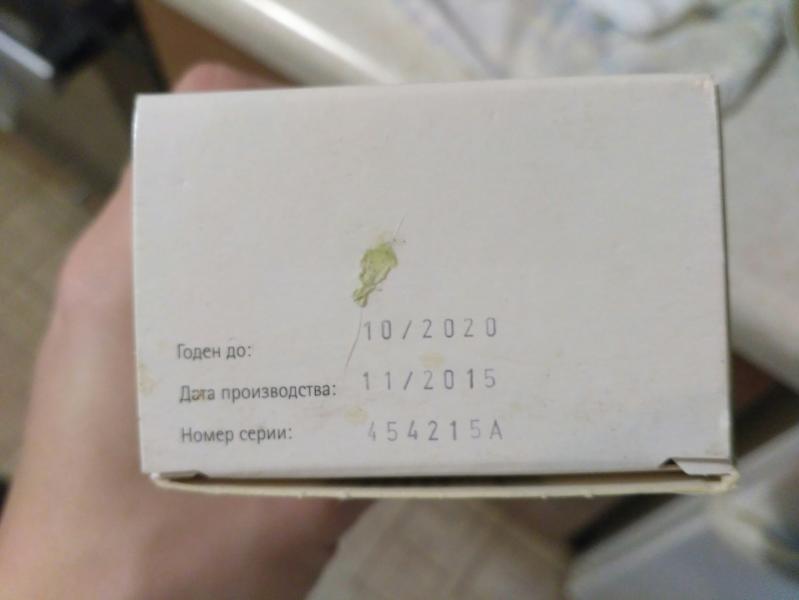 Годен до: 10/2020
Дата производства: 11/2015
Номер серии: 454215A